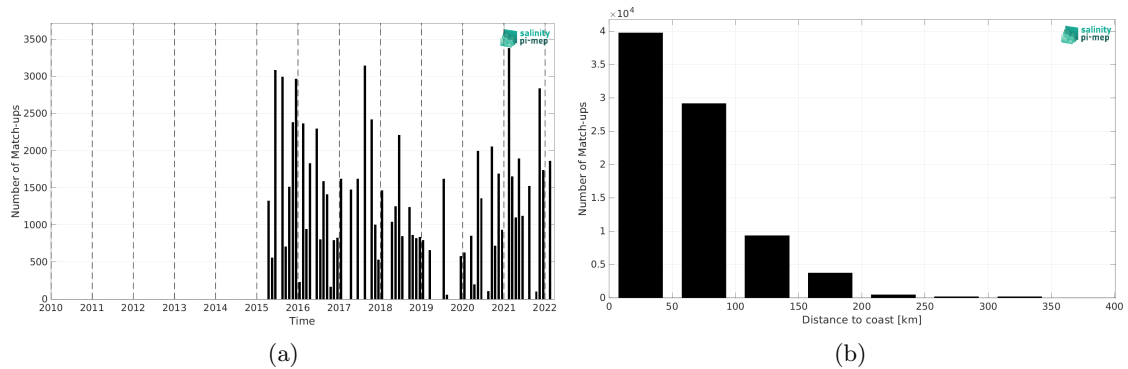 salinity
pi-mep
3500
3000
2500
2000
1500
1000
500
0
Number of Match-ups
2010 2011 2012 2013 2014 2015 2016 2017 2018 2019 2020 2021 2022
Time
(a)
×10⁴
salinity
pi-mep
4
3.5
3
2.5
2
1.5
1
0.5
0
Number of Match-ups
0 50 100 150 200 250 300 350 400
Distance to coast [km]
(b)